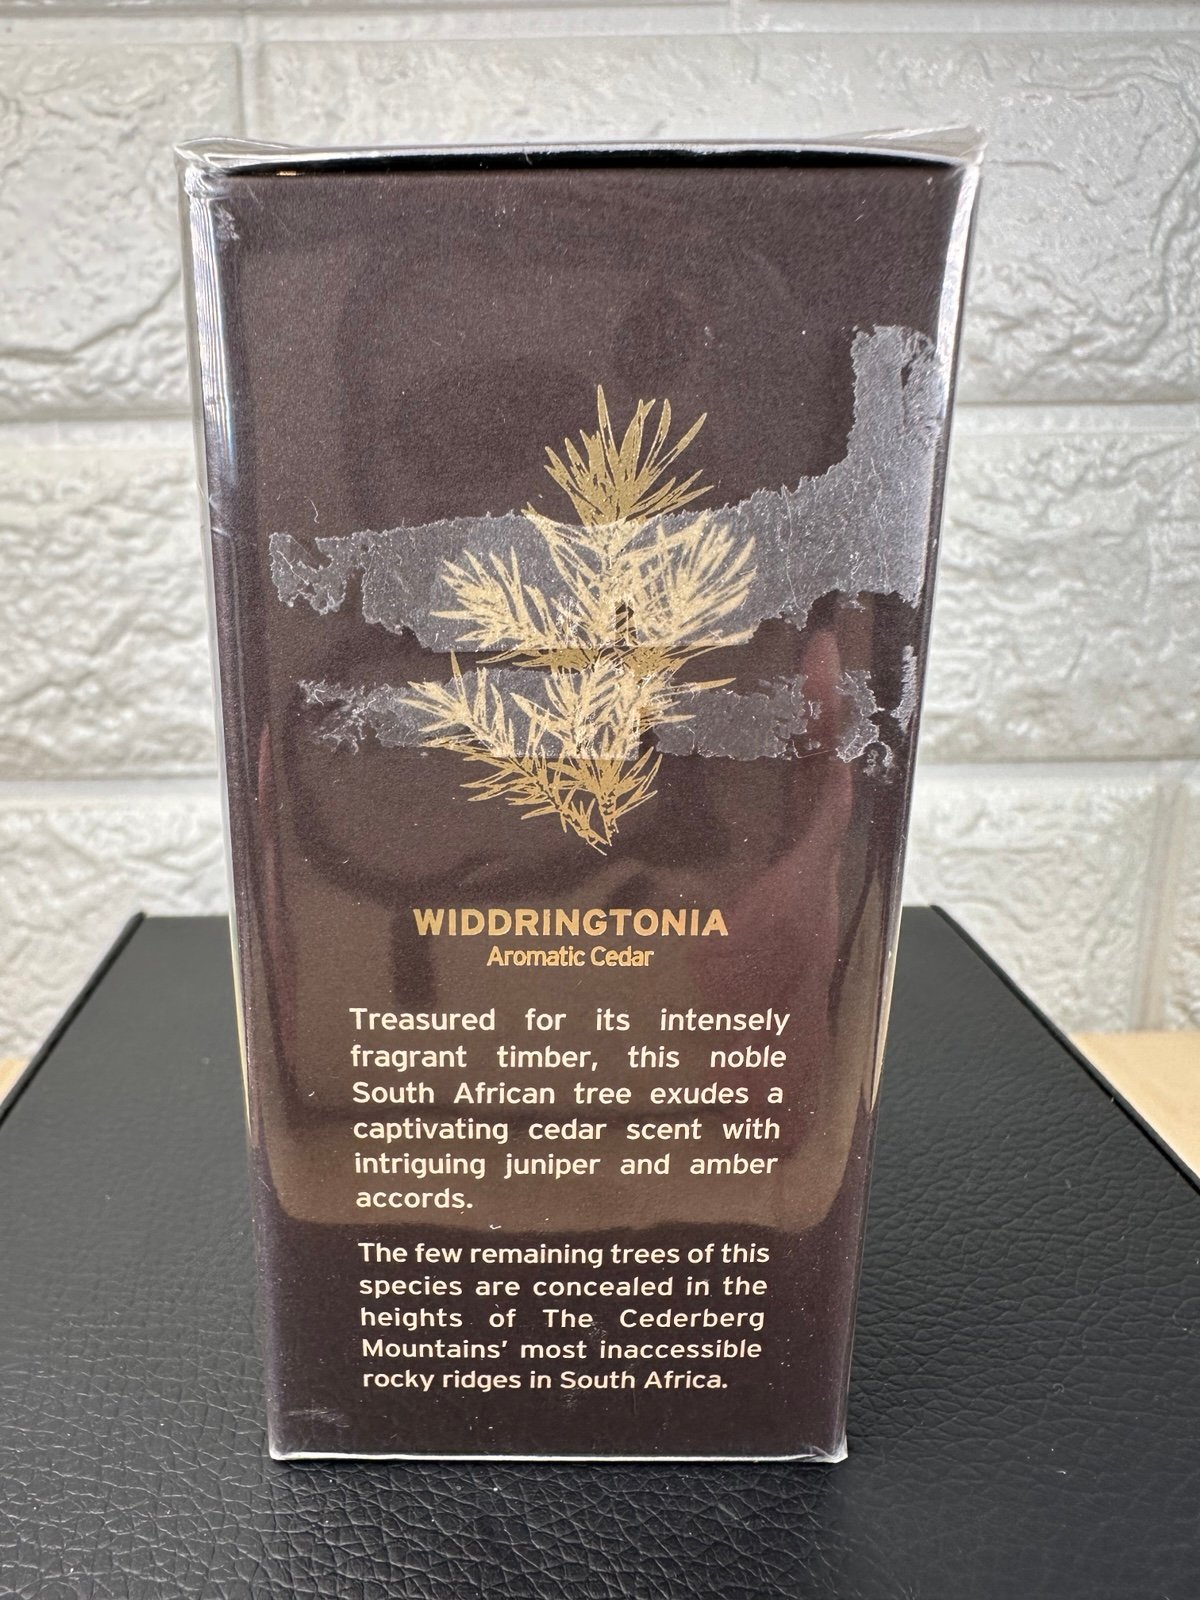 WIDDRINGTONIA
Aromatic Cedar
Treasured for its intensely
fragrant timber, this noble
South African tree exudes a
captivating cedar scent with
intriguing juniper and amber
accords.
The few remaining trees of this
species are concealed in the
heights of The Cederberg
Mountains' most inaccessible
rocky ridges in South Africa.